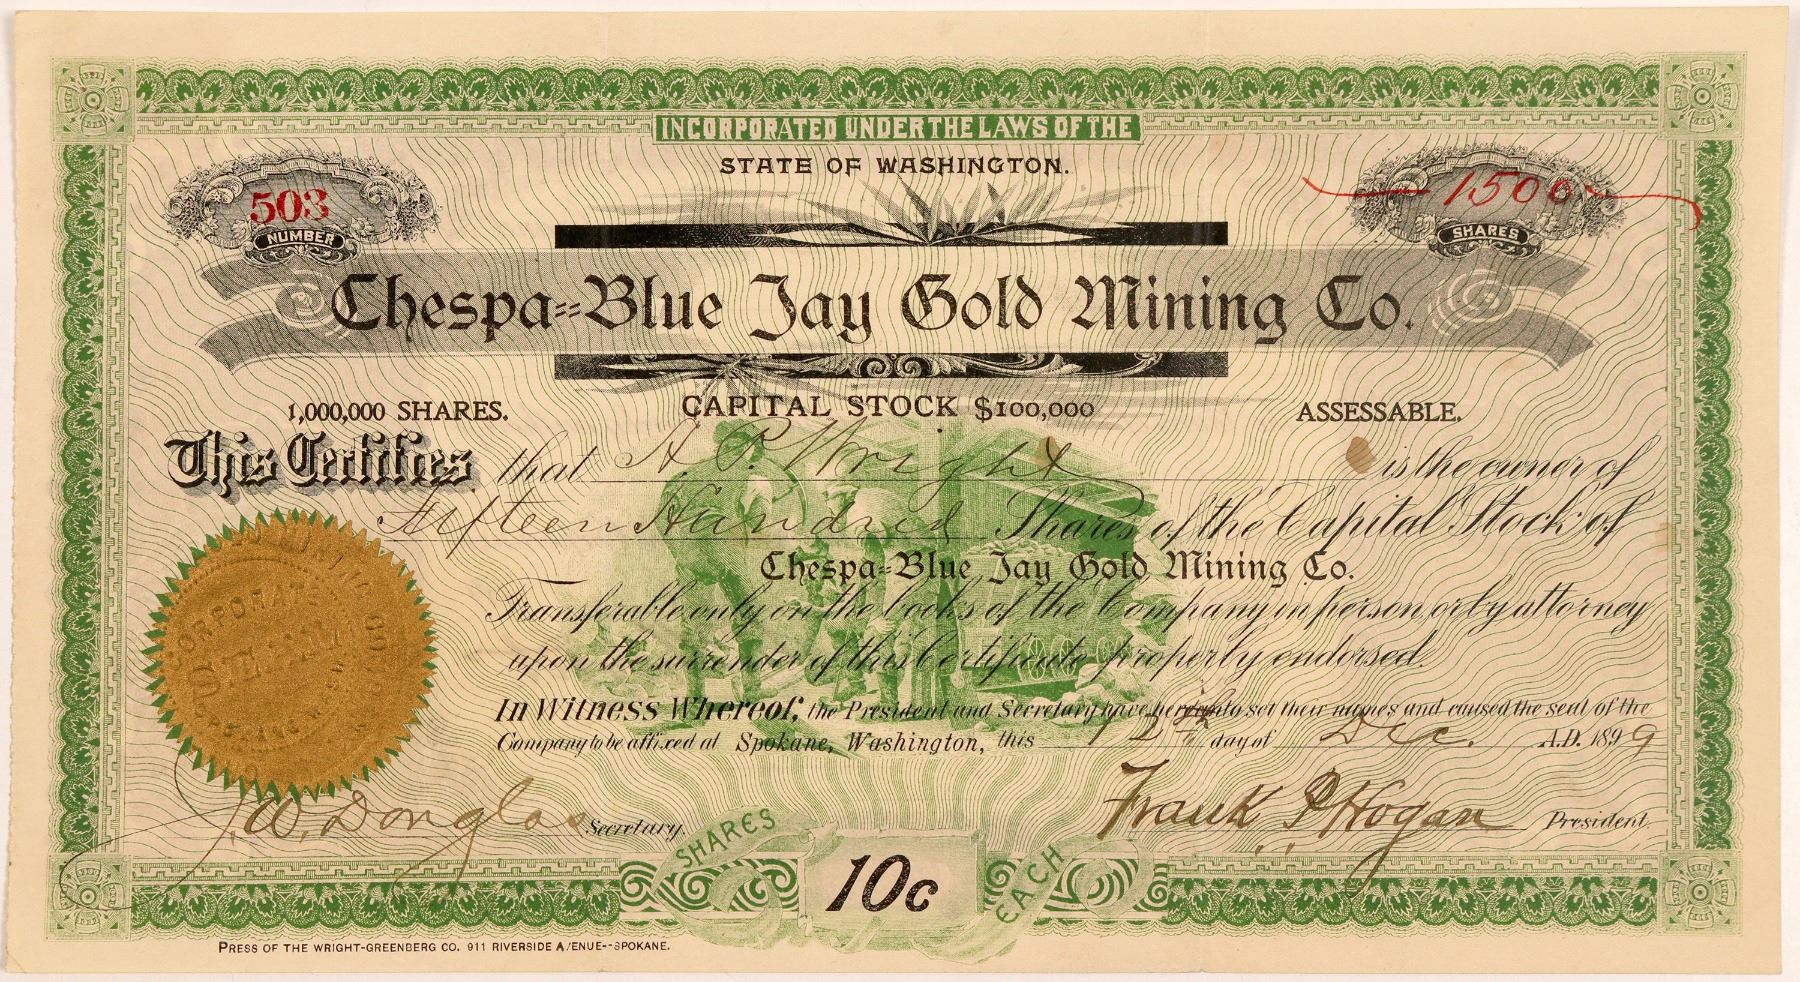 INCORPORATED UNDER THE LAWS OF THE
STATE OF WASHINGTON.
503
NUMBER
1500
SHARES
Chespa=Blue Jay Gold Mining Co.
1,000,000 SHARES. CAPITAL STOCK $100,000 ASSESSABLE.
This Certifies that A. P. Wright is the owner of
Fifteen Hundred Shares of the Capital Stock of
Chespa=Blue Jay Gold Mining Co.
Transferable only on the books of the Company in person or by attorney
upon the surrender of this Certificate properly endorsed.
In Witness Whereof, the President and Secretary have hereunto set their names and caused the seal of the
Company to be affixed at Spokane, Washington, this 12th day of Dec. A.D. 1899
J. W. Douglas Secretary.
Frank P Hogan President.
SHARES 10c EACH
PRESS OF THE WRIGHT-GREENBERG CO. 911 RIVERSIDE AVENUE--SPOKANE.